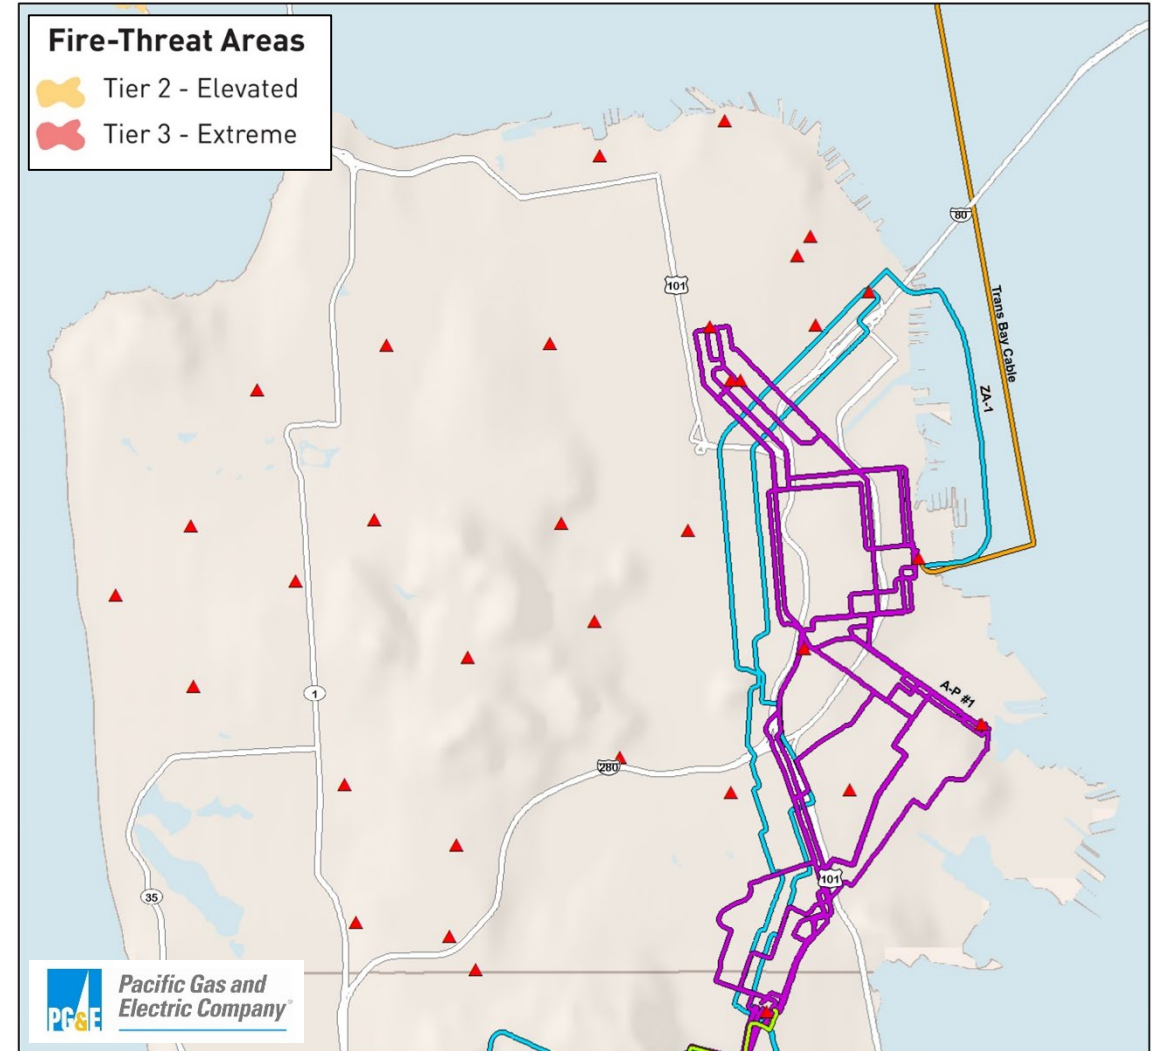 Fire-Threat Areas
Tier 2 - Elevated
Tier 3 - Extreme
80
101
Trans Bay Cable
ZA-1
1
A-P #1
280
101
35
Pacific Gas and
Electric Company®
PG&E